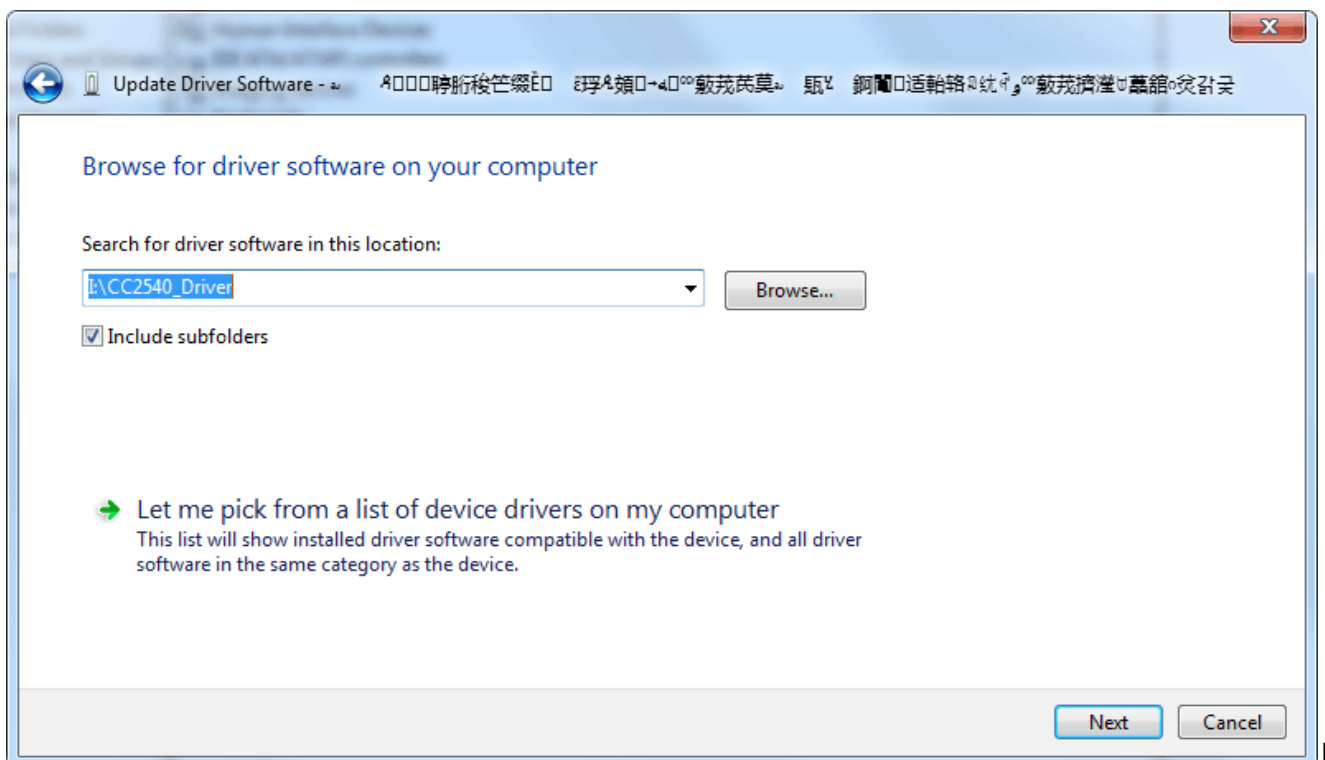 Update Driver Software -
Browse for driver software on your computer
Search for driver software in this location:
I:\CC2540_Driver
Browse...
Include subfolders
Let me pick from a list of device drivers on my computer
This list will show installed driver software compatible with the device, and all driver
software in the same category as the device.
Next
Cancel